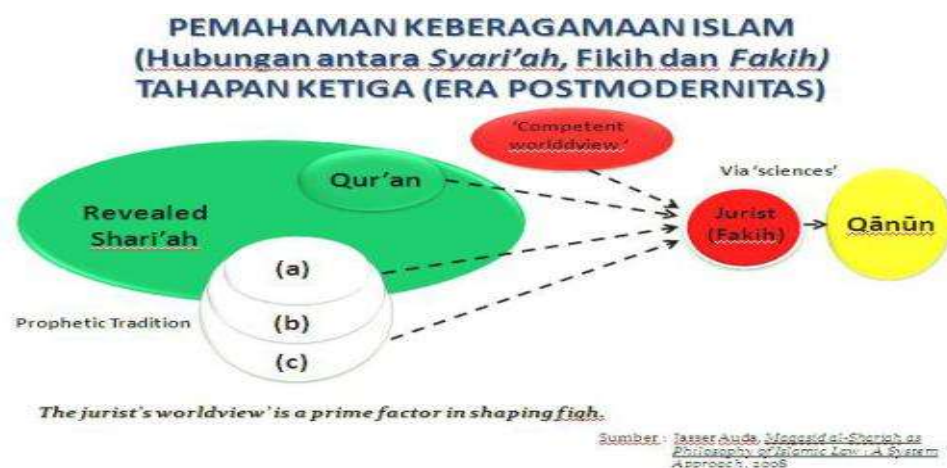 PEMAHAMAN KEBERAGAMAAN ISLAM
(Hubungan antara Syari'ah, Fikih dan Fakih)
TAHAPAN KETIGA (ERA POSTMODERNITAS)
'Competent
worlddview.'
Via 'sciences'
Qur'an
Revealed
Shari'ah
Jurist
(Fakih)
Qānūn
(a)
Prophetic Tradition
(b)
(c)
The jurist's worldview' is a prime factor in shaping fiqh.
Sumber : Jasser Auda, Maqasid al-Shariah as
Philosophy of Islamic Law : A System
Approach, 2008